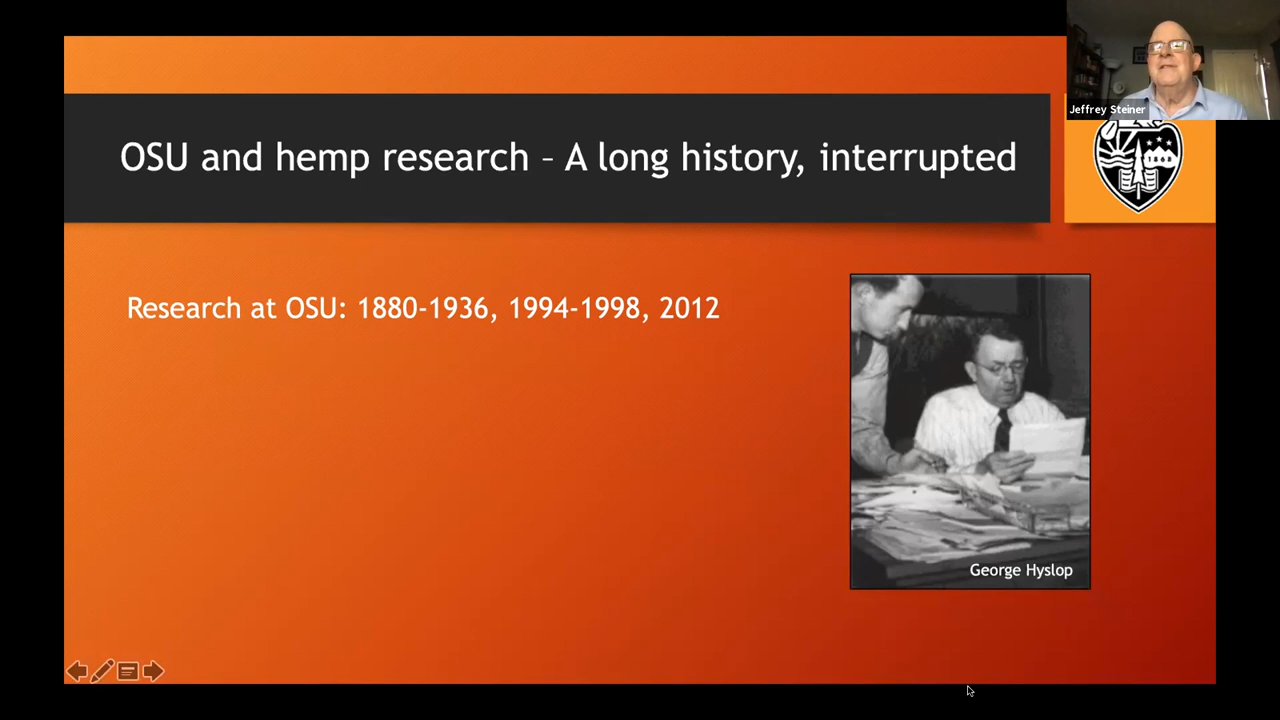 Jeffrey Steiner
OSU and hemp research – A long history, interrupted
Research at OSU: 1880-1936, 1994-1998, 2012
George Hyslop